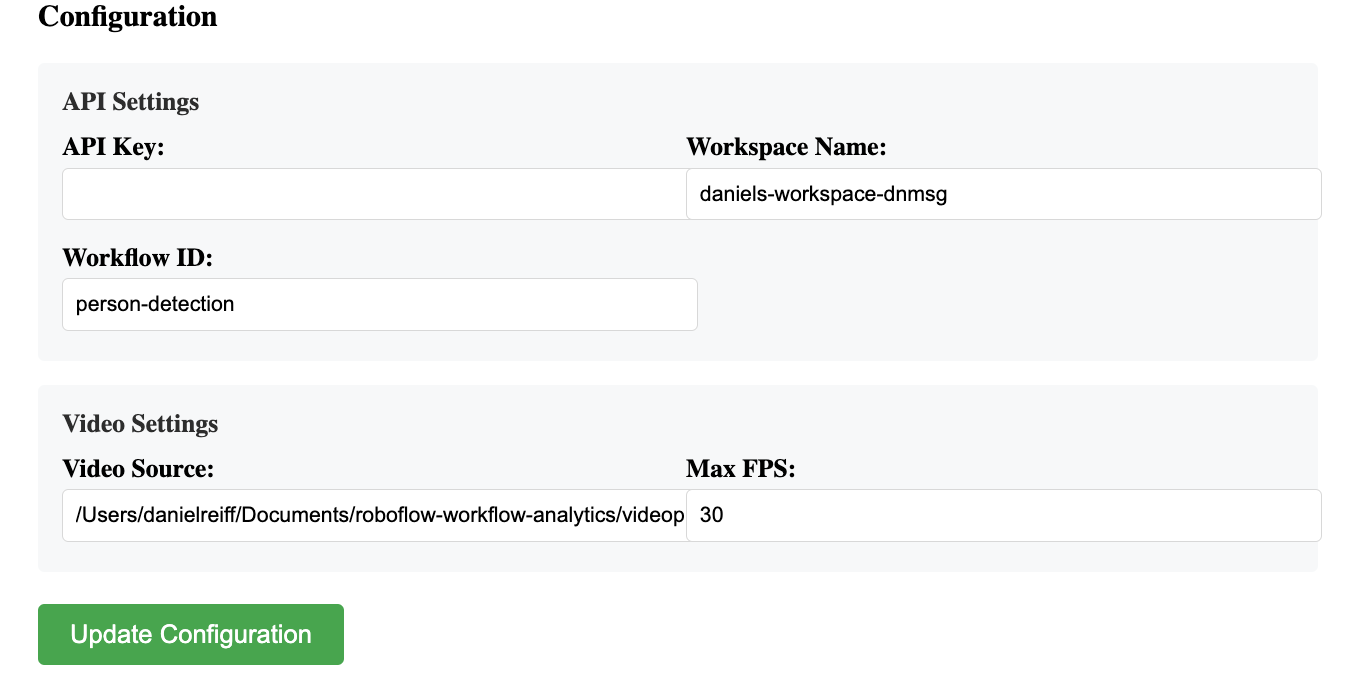 Configuration
API Settings
API Key:
Workspace Name:
daniels-workspace-dnmsg
Workflow ID:
person-detection
Video Settings
Video Source:
Max FPS:
/Users/danielreiff/Documents/roboflow-workflow-analytics/videop
30
Update Configuration